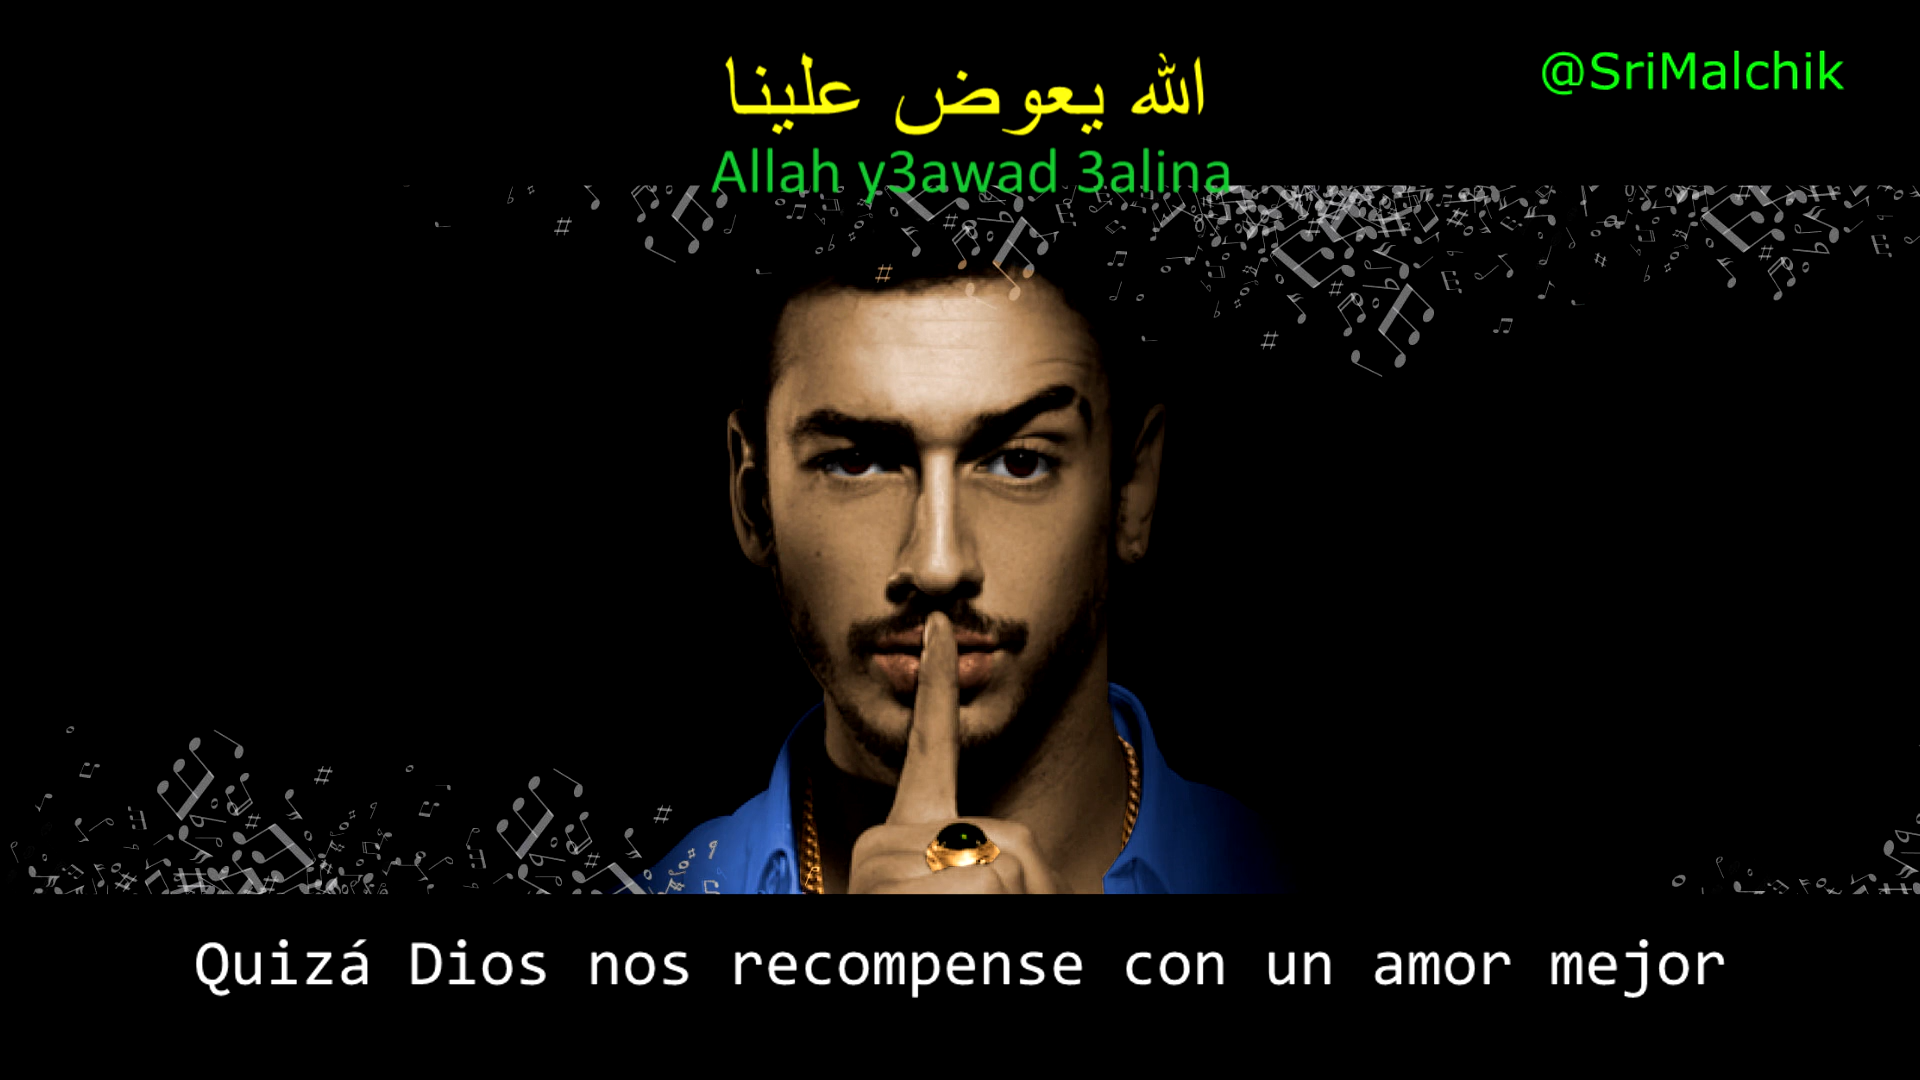 الله يعوض علينا
@SriMalchik
Allah y3awad 3alina
Quizá Dios nos recompense con un amor mejor